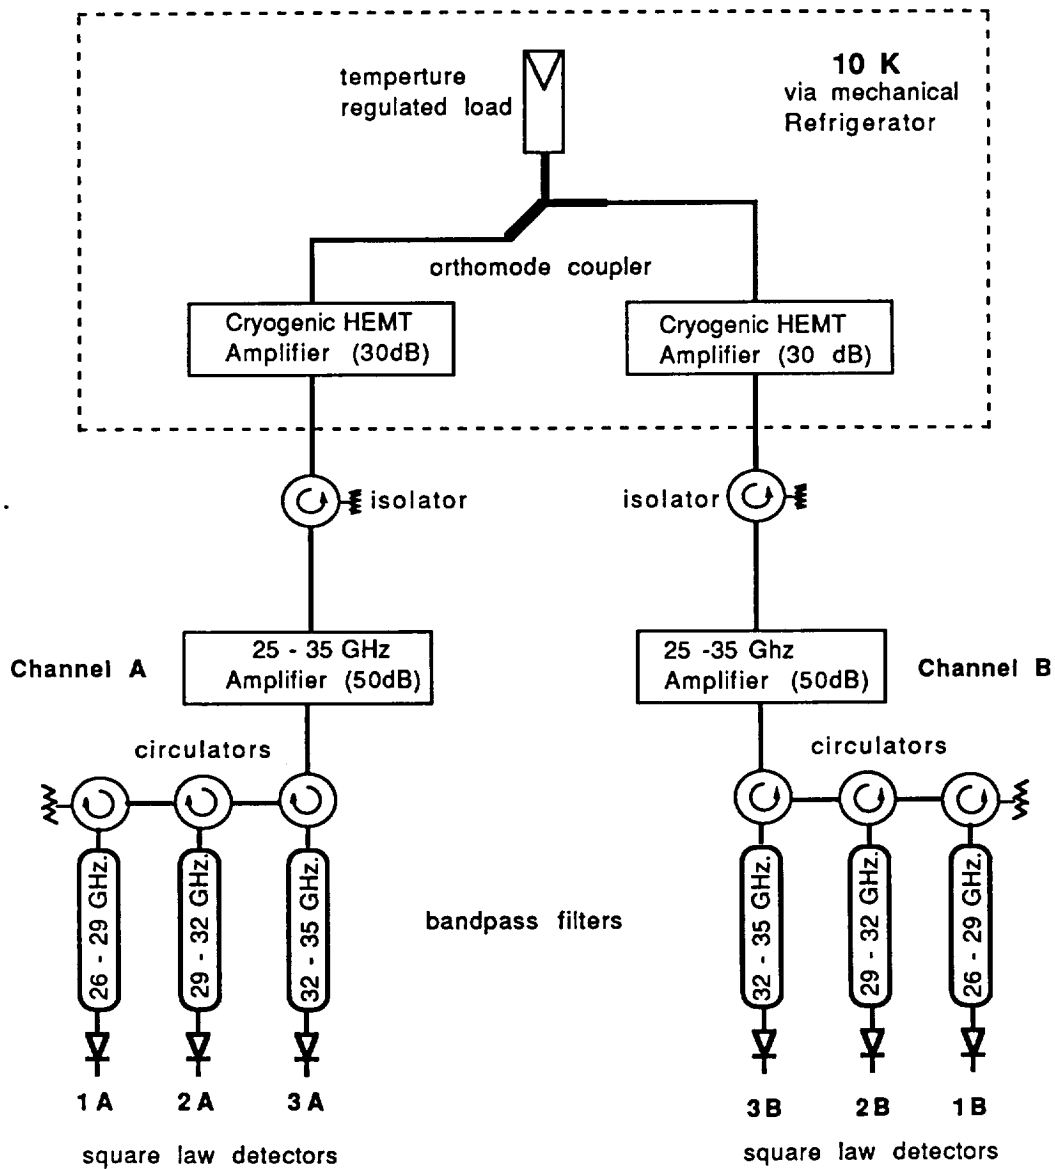 temperture
regulated load
10 K
via mechanical
Refrigerator
orthomode coupler
Cryogenic HEMT
Amplifier (30dB)
Cryogenic HEMT
Amplifier (30 dB)
isolator
isolator
Channel A
25 - 35 GHz
Amplifier (50dB)
25 -35 Ghz
Amplifier (50dB)
Channel B
circulators
circulators
26 - 29 GHz.
29 - 32 GHz.
32 - 35 GHz.
bandpass filters
32 - 35 GHz.
29 - 32 GHz.
26 - 29 GHz.
1 A
2 A
3 A
3 B
2 B
1 B
square law detectors
square law detectors